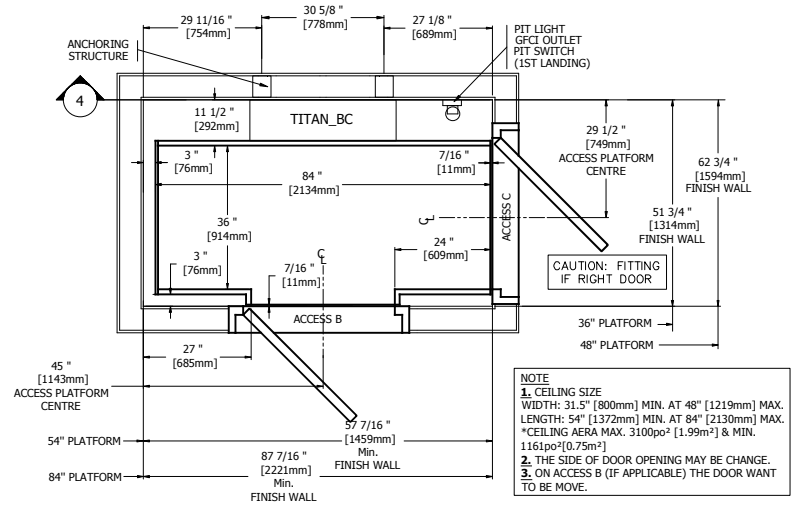 29 11/16 "
[754mm]
30 5/8 "
[778mm]
27 1/8 "
[689mm]
PIT LIGHT
GFCI OUTLET
PIT SWITCH
(1ST LANDING)
ANCHORING
STRUCTURE
4
11 1/2 "
[292mm]
TITAN_BC
29 1/2 "
[749mm]
ACCESS PLATFORM
CENTRE
62 3/4 "
[1594mm]
FINISH WALL
51 3/4 "
[1314mm]
FINISH WALL
3 "
[76mm]
7/16 "
[11mm]
84 "
[2134mm]
36 "
[914mm]
CL
ACCESS C
24 "
[609mm]
CL
3 "
[76mm]
7/16 "
[11mm]
CAUTION: FITTING
IF RIGHT DOOR
ACCESS B
36" PLATFORM
48" PLATFORM
27 "
[685mm]
45 "
[1143mm]
ACCESS PLATFORM
CENTRE
57 7/16 "
[1459mm]
Min.
FINISH WALL
54" PLATFORM
87 7/16 "
[2221mm]
Min.
FINISH WALL
84" PLATFORM
NOTE
1. CEILING SIZE
WIDTH: 31.5" [800mm] MIN. AT 48" [1219mm] MAX.
LENGTH: 54" [1372mm] MIN. AT 84" [2130mm] MAX.
*CEILING AERA MAX. 3100po² [1.99m²] & MIN.
1161po²[0.75m²]
2. THE SIDE OF DOOR OPENING MAY BE CHANGE.
3. ON ACCESS B (IF APPLICABLE) THE DOOR WANT
TO BE MOVE.